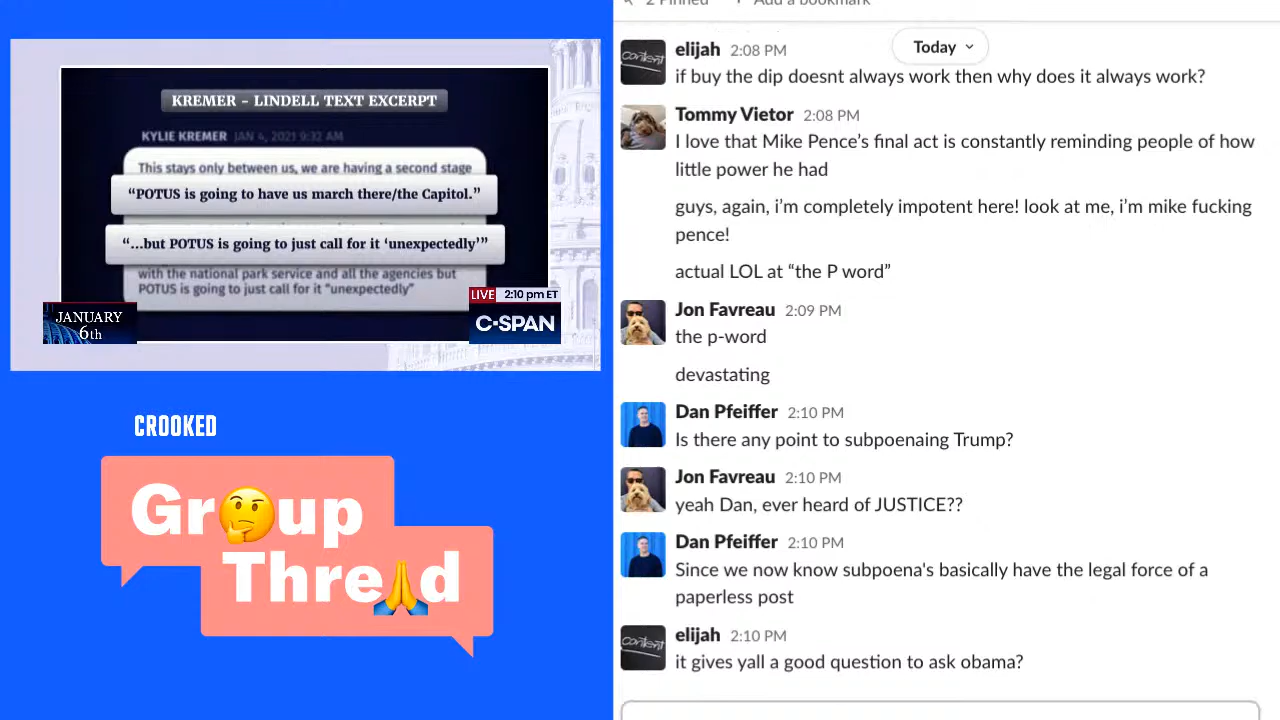 KREMER - LINDELL TEXT EXCERPT
KYLIE KREMER JAN 4, 2021 9:32 AM
This stays only between us, we are having a second stage
“POTUS is going to have us march there/the Capitol.”
“...but POTUS is going to just call for it ‘unexpectedly’”
with the national park service and all the agencies but
POTUS is going to just call for it “unexpectedly”
LIVE 2:10 pm ET
C-SPAN
JANUARY
6th
CROOKED
Gr🤔up
Thre🙏d
2 Pinned + Add a bookmark
Today
elijah 2:08 PM
if buy the dip doesnt always work then why does it always work?
Tommy Vietor 2:08 PM
I love that Mike Pence’s final act is constantly reminding people of how
little power he had
guys, again, i’m completely impotent here! look at me, i’m mike fucking
pence!
actual LOL at “the P word”
Jon Favreau 2:09 PM
the p-word
devastating
Dan Pfeiffer 2:10 PM
Is there any point to subpoenaing Trump?
Jon Favreau 2:10 PM
yeah Dan, ever heard of JUSTICE??
Dan Pfeiffer 2:10 PM
Since we now know subpoena's basically have the legal force of a
paperless post
content
elijah 2:10 PM
it gives yall a good question to ask obama?